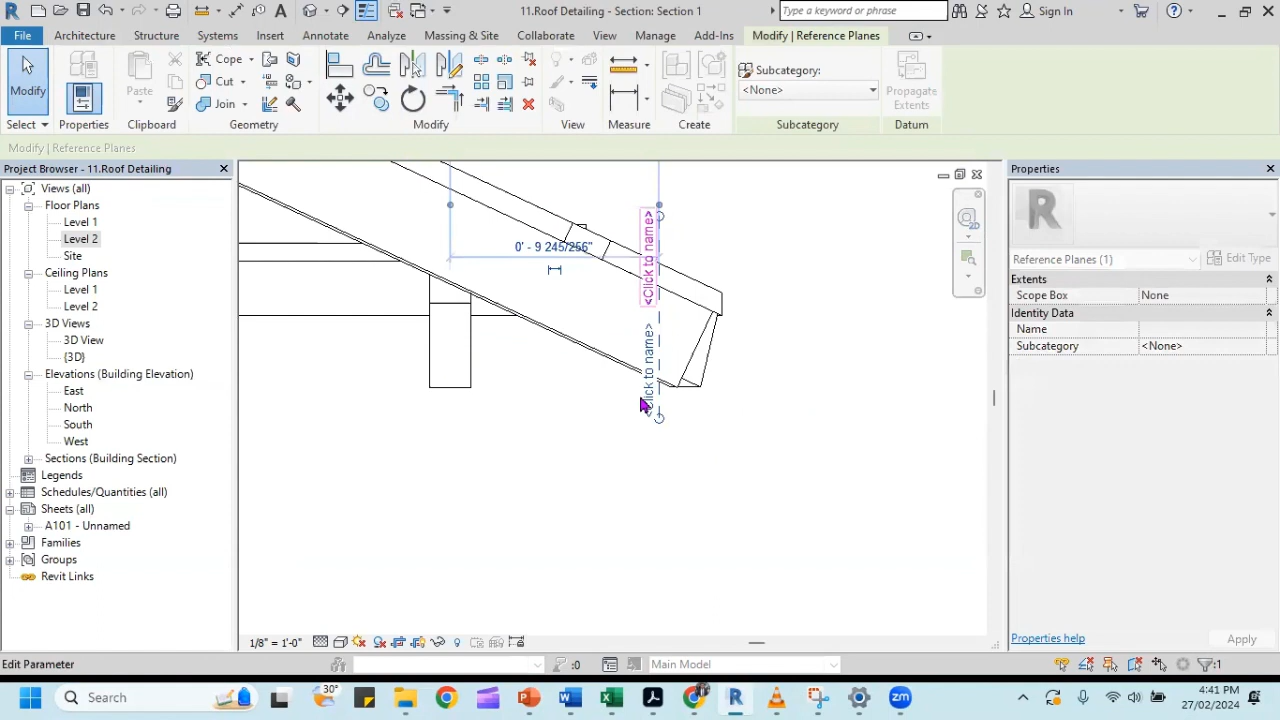 11.Roof Detailing - Section: Section 1
Type a keyword or phrase
Sign In
File
Architecture
Structure
Systems
Insert
Annotate
Analyze
Massing & Site
Collaborate
View
Manage
Add-Ins
Modify | Reference Planes
Modify
Paste
Cope
Cut
Join
Subcategory:
<None>
Propagate
Extents
Select
Properties
Clipboard
Geometry
Modify
View
Measure
Create
Subcategory
Datum
Modify | Reference Planes
Project Browser - 11.Roof Detailing
Views (all)
Floor Plans
Level 1
Level 2
Site
Ceiling Plans
Level 1
Level 2
3D Views
3D View
{3D}
Elevations (Building Elevation)
East
North
South
West
Sections (Building Section)
Legends
Schedules/Quantities (all)
Sheets (all)
A101 - Unnamed
Families
Groups
Revit Links
0' - 9 245/256"
<Click to name>
<Click to name>
2D
Properties
Reference Planes (1)
Edit Type
Extents
Scope Box
None
Identity Data
Name
Subcategory
<None>
Properties help
Apply
1/8" = 1'-0"
Edit Parameter
:0
Main Model
:1
Search
30°
4:41 PM
27/02/2024
zm